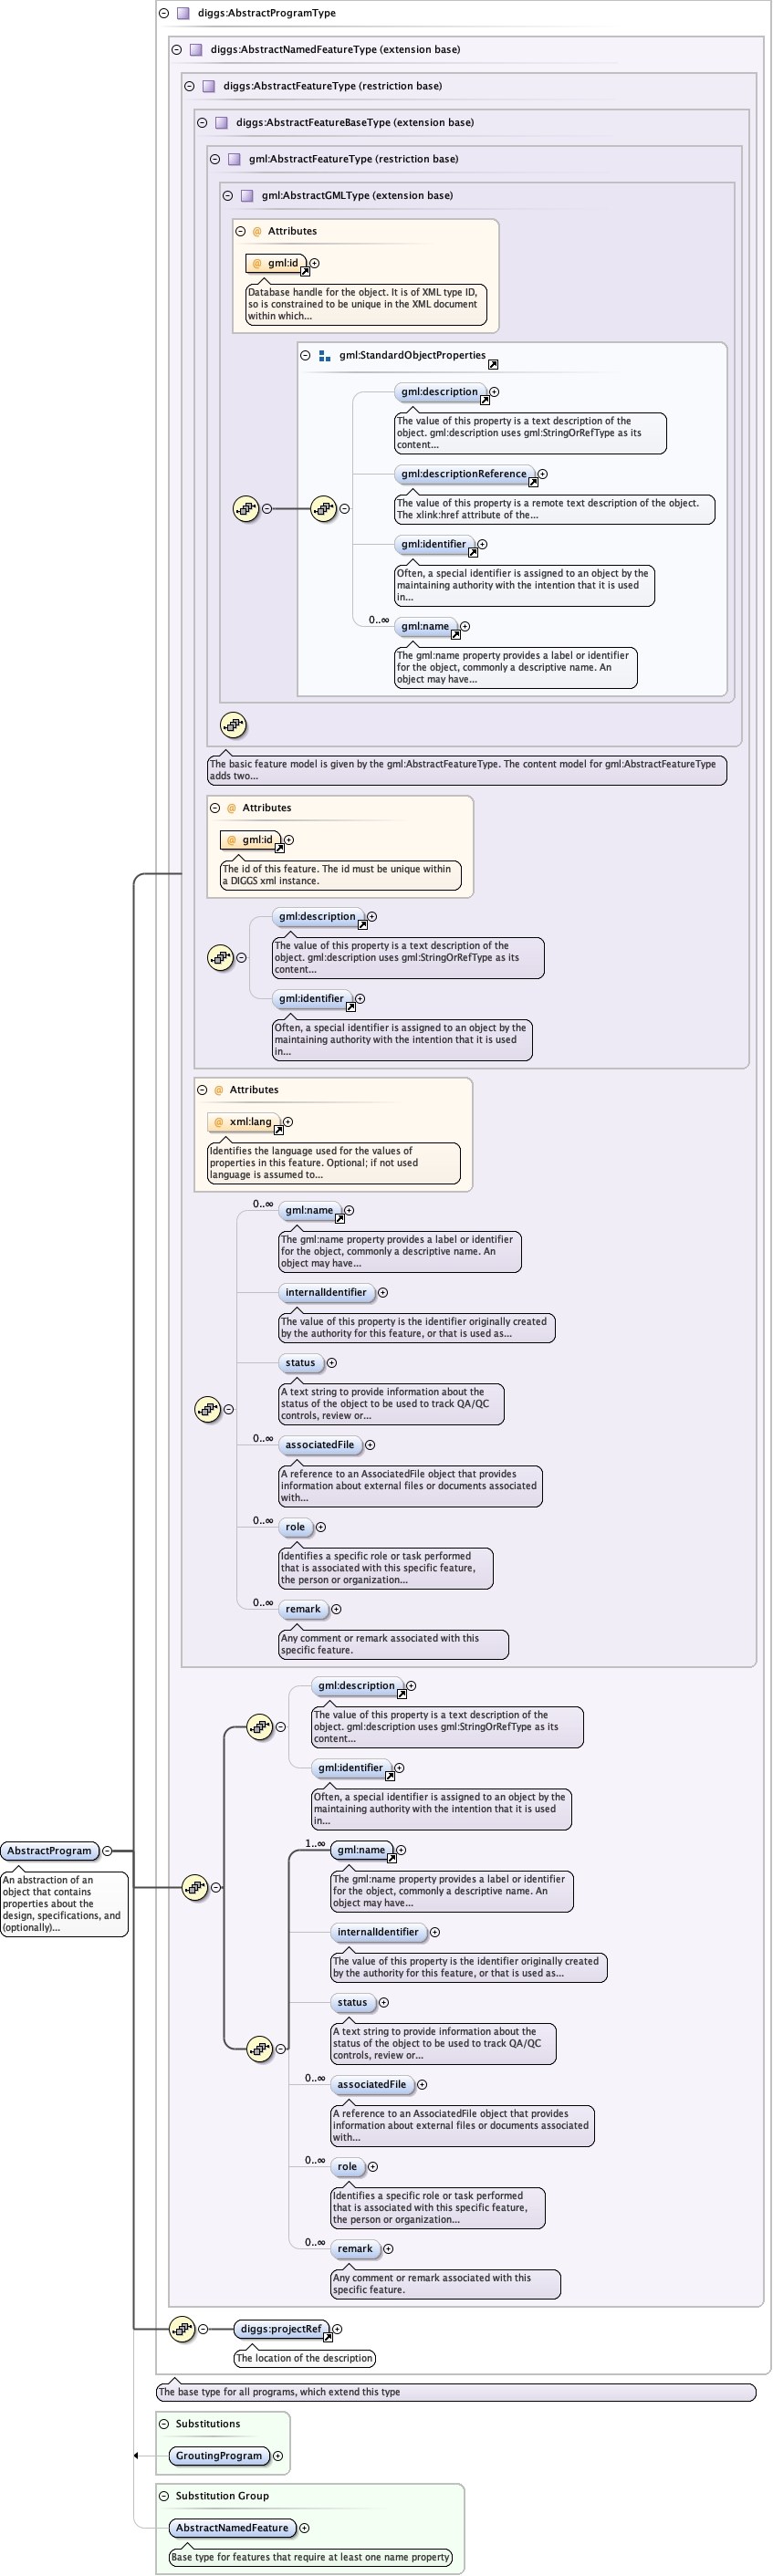 diggs:AbstractProgramType
diggs:AbstractNamedFeatureType (extension base)
diggs:AbstractFeatureType (restriction base)
diggs:AbstractFeatureBaseType (extension base)
gml:AbstractFeatureType (restriction base)
gml:AbstractGMLType (extension base)
@ Attributes
@ gml:id
Database handle for the object. It is of XML type ID,
so is constrained to be unique in the XML document
within which...
gml:StandardObjectProperties
gml:description
The value of this property is a text description of the
object. gml:description uses gml:StringOrRefType as its
content...
gml:descriptionReference
The value of this property is a remote text description of the object.
The xlink:href attribute of the...
gml:identifier
Often, a special identifier is assigned to an object by the
maintaining authority with the intention that it is used
in...
0..∞
gml:name
The gml:name property provides a label or identifier
for the object, commonly a descriptive name. An
object may have...
The basic feature model is given by the gml:AbstractFeatureType. The content model for gml:AbstractFeatureType
adds two...
@ Attributes
@ gml:id
The id of this feature. The id must be unique within
a DIGGS xml instance.
gml:description
The value of this property is a text description of the
object. gml:description uses gml:StringOrRefType as its
content...
gml:identifier
Often, a special identifier is assigned to an object by the
maintaining authority with the intention that it is used
in...
@ Attributes
@ xml:lang
Identifies the language used for the values of
properties in this feature. Optional; if not used
language is assumed to...
0..∞
gml:name
The gml:name property provides a label or identifier
for the object, commonly a descriptive name. An
object may have...
internalIdentifier
The value of this property is the identifier originally created
by the authority for this feature, or that is used as...
status
A text string to provide information about the
status of the object to be used to track QA/QC
controls, review or...
0..∞
associatedFile
A reference to an AssociatedFile object that provides
information about external files or documents associated
with...
0..∞
role
Identifies a specific role or task performed
that is associated with this specific feature,
the person or organization...
0..∞
remark
Any comment or remark associated with this
specific feature.
gml:description
The value of this property is a text description of the
object. gml:description uses gml:StringOrRefType as its
content...
gml:identifier
Often, a special identifier is assigned to an object by the
maintaining authority with the intention that it is used
in...
AbstractProgram
An abstraction of an
object that contains
properties about the
design, specifications, and
(optionally)...
1..∞
gml:name
The gml:name property provides a label or identifier
for the object, commonly a descriptive name. An
object may have...
internalIdentifier
The value of this property is the identifier originally created
by the authority for this feature, or that is used as...
status
A text string to provide information about the
status of the object to be used to track QA/QC
controls, review or...
0..∞
associatedFile
A reference to an AssociatedFile object that provides
information about external files or documents associated
with...
0..∞
role
Identifies a specific role or task performed
that is associated with this specific feature,
the person or organization...
0..∞
remark
Any comment or remark associated with this
specific feature.
diggs:projectRef
The location of the description
The base type for all programs, which extend this type
Substitutions
GroutingProgram
Substitution Group
AbstractNamedFeature
Base type for features that require at least one name property